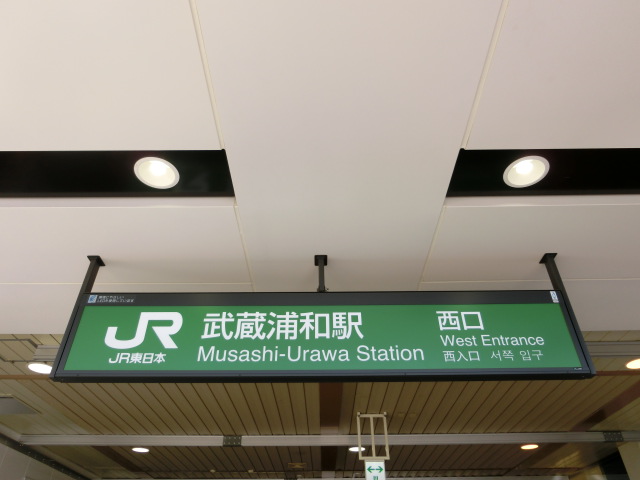 JR
JR東日本
武蔵浦和駅
Musashi-Urawa Station
西口
West Entrance
西入口 서쪽 입구